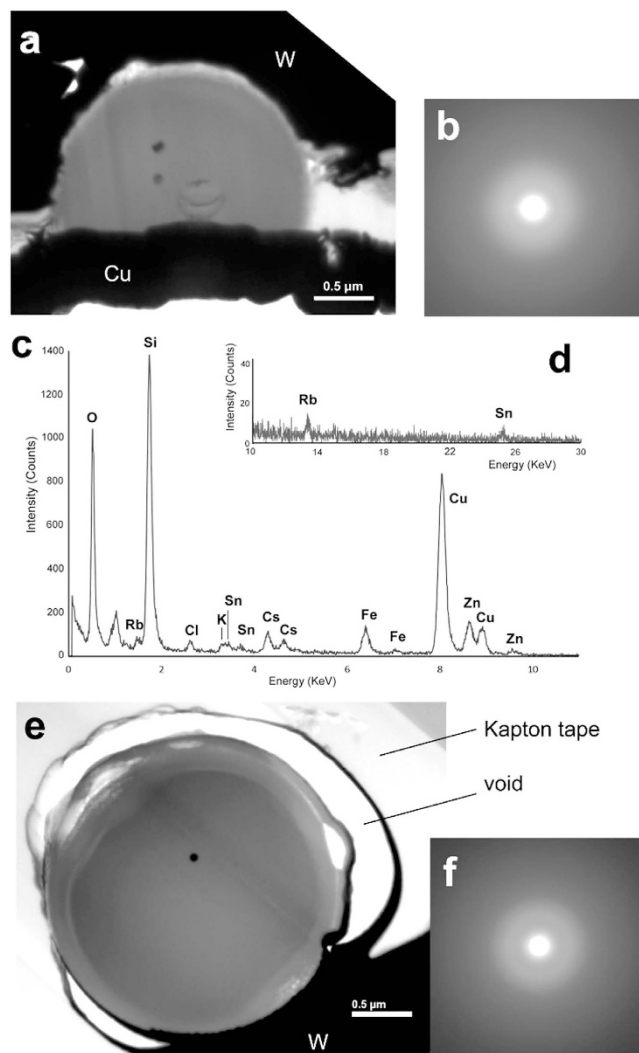 a
W
Cu
0.5 µm
b
c
Si
O
Rb
Cl
K
Sn
Sn
Cs
Cs
Fe
Fe
Cu
Zn
Cu
Zn
1400
1200
1000
800
600
400
200
0
Intensity (Counts)
0
2
4
6
8
10
Energy (KeV)
d
40
20
0
Intensity (Counts)
Rb
Sn
10
14
18
22
26
30
Energy (KeV)
e
Kapton tape
void
0.5 µm
W
f